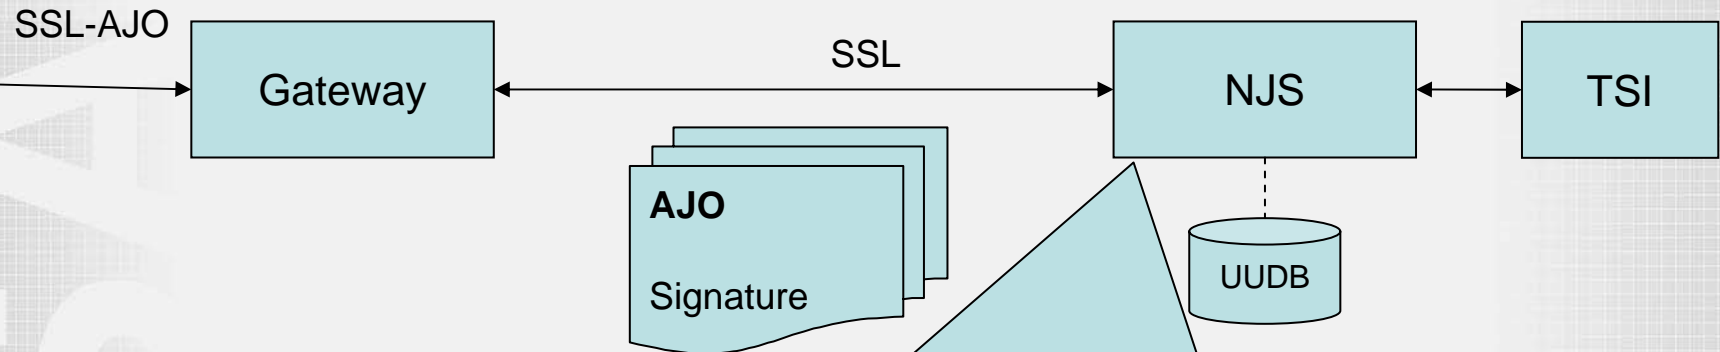 SSL-AJO
Gateway
SSL
NJS
TSI
AJO
Signature
UUDB